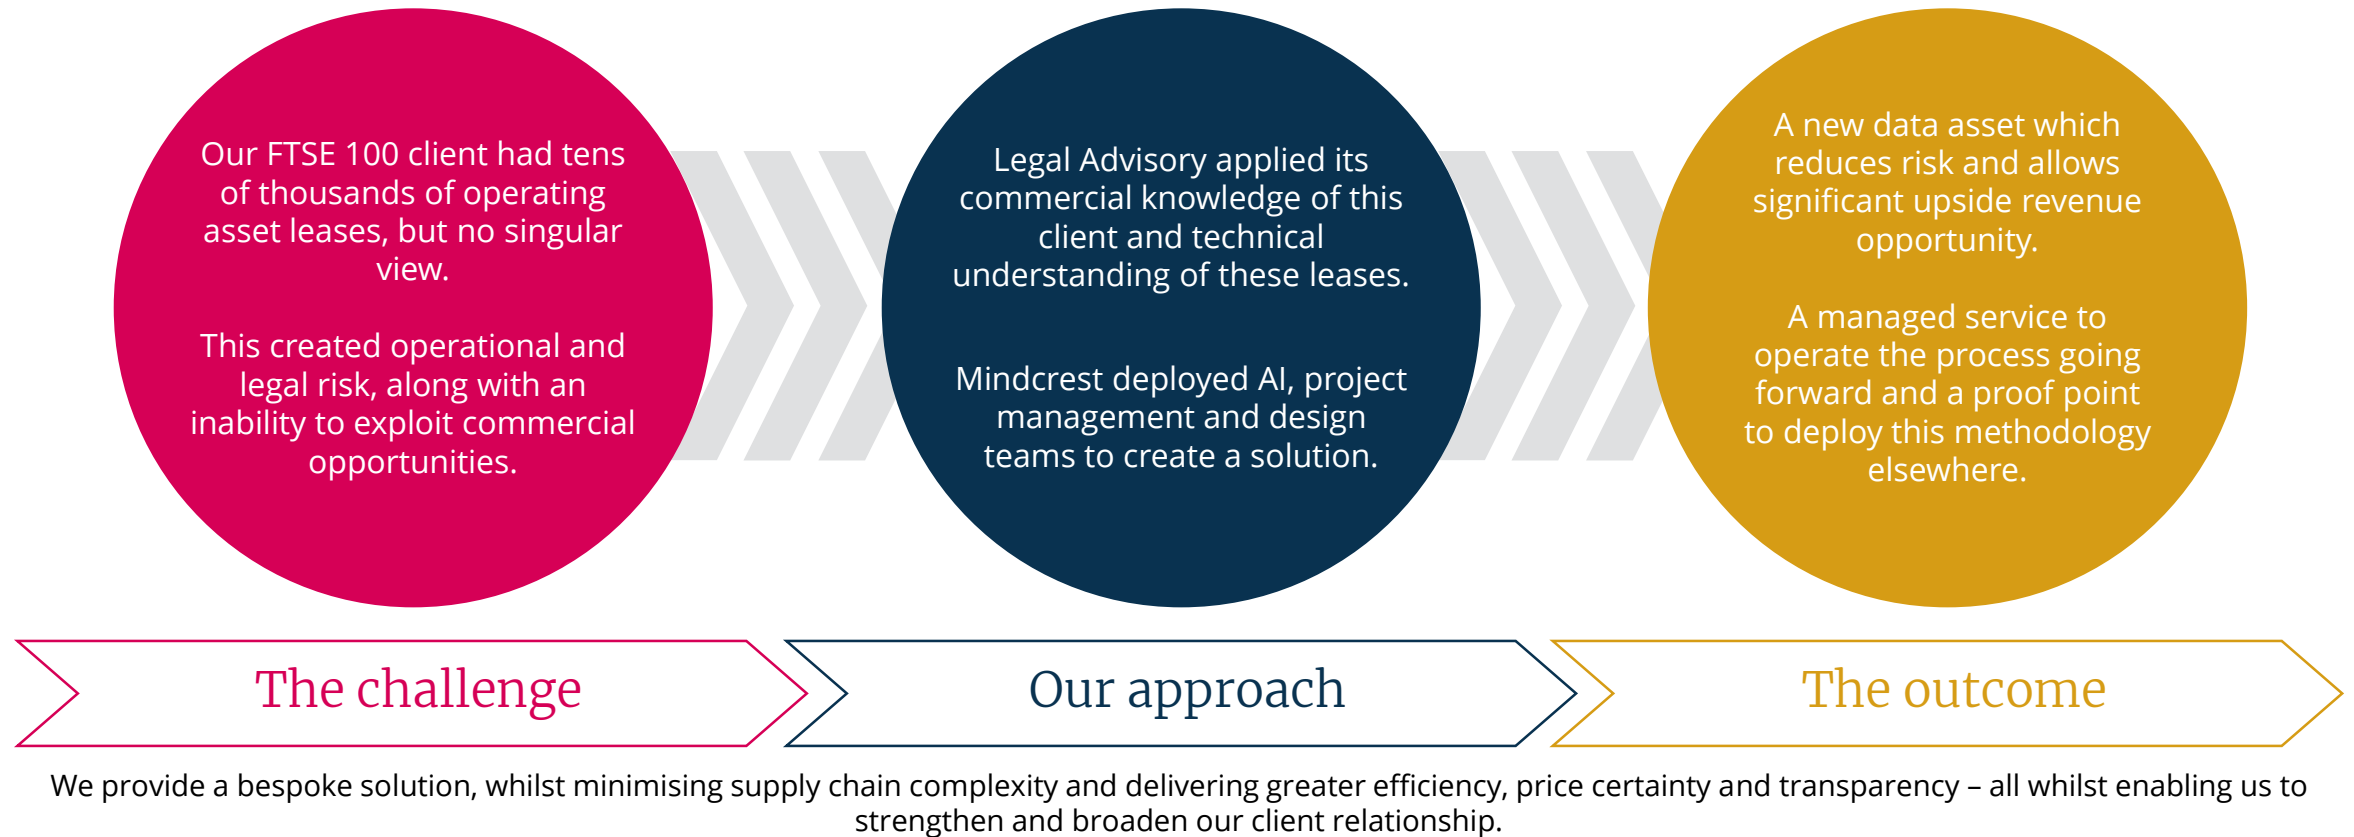 Our FTSE 100 client had tens
of thousands of operating
asset leases, but no singular
view.
This created operational and
legal risk, along with an
inability to exploit commercial
opportunities.
Legal Advisory applied its
commercial knowledge of this
client and technical
understanding of these leases.
Mindcrest deployed AI, project
management and design
teams to create a solution.
A new data asset which
reduces risk and allows
significant upside revenue
opportunity.
A managed service to
operate the process going
forward and a proof point
to deploy this methodology
elsewhere.
The challenge
Our approach
The outcome
We provide a bespoke solution, whilst minimising supply chain complexity and delivering greater efficiency, price certainty and transparency – all whilst enabling us to
strengthen and broaden our client relationship.